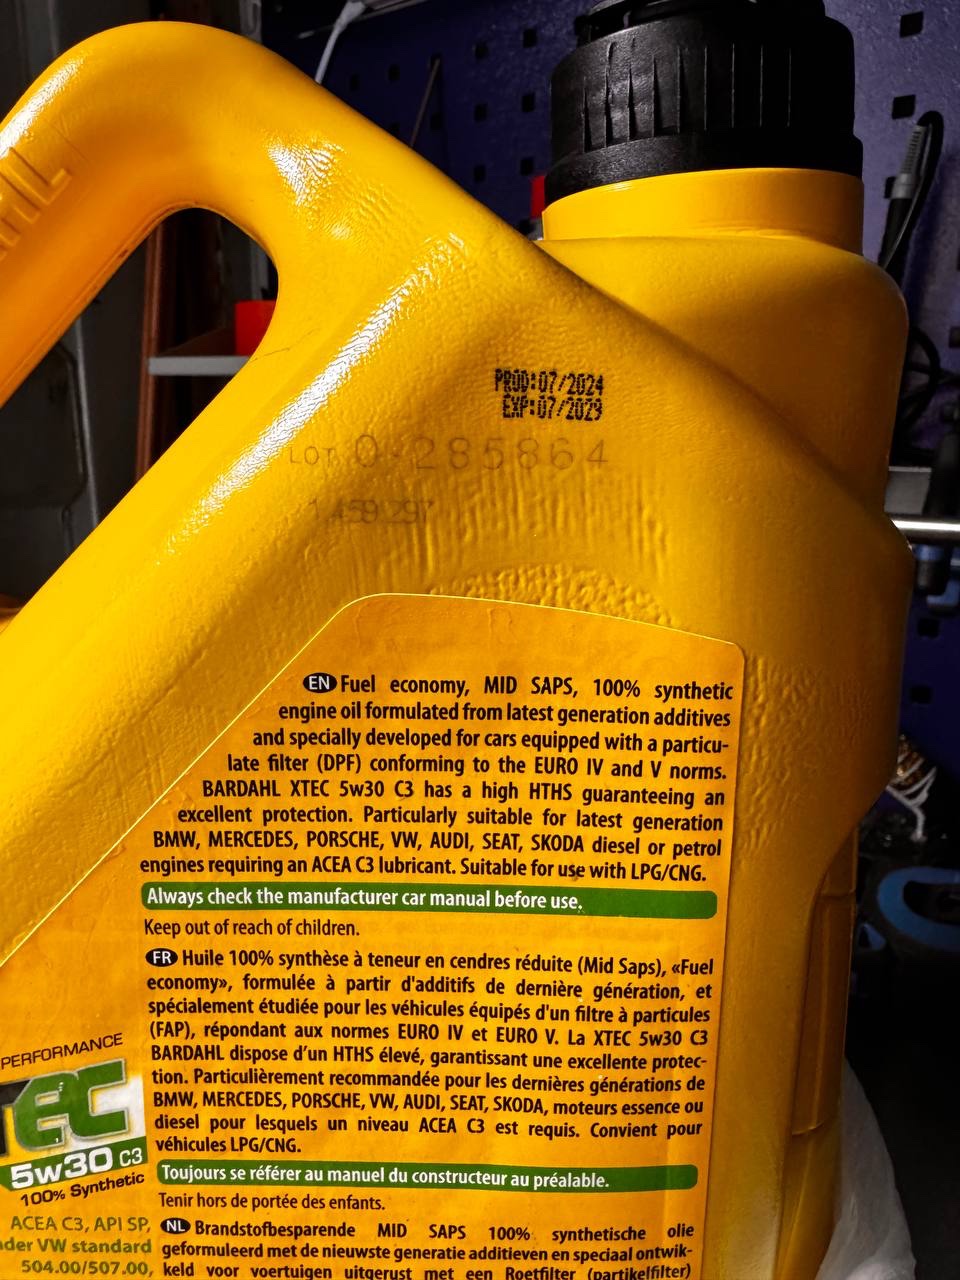 PROD:07/2024
EXP:07/2029
LOT 0-285864
EN Fuel economy, MID SAPS, 100% synthetic
engine oil formulated from latest generation additives
and specially developed for cars equipped with a particu-
late filter (DPF) conforming to the EURO IV and V norms.
BARDAHL XTEC 5w30 C3 has a high HTHS guaranteeing an
excellent protection. Particularly suitable for latest generation
BMW, MERCEDES, PORSCHE, VW, AUDI, SEAT, SKODA diesel or petrol
engines requiring an ACEA C3 lubricant. Suitable for use with LPG/CNG.
Always check the manufacturer car manual before use.
Keep out of reach of children.
FR Huile 100% synthèse à teneur en cendres réduite (Mid Saps), «Fuel
economy», formulée à partir d'additifs de dernière génération, et
spécialement étudiée pour les véhicules équipés d'un filtre à particules
(FAP), répondant aux normes EURO IV et EURO V. La XTEC 5w30 C3
BARDAHL dispose d'un HTHS élevé, garantissant une excellente protec-
tion. Particulièrement recommandée pour les dernières générations de
BMW, MERCEDES, PORSCHE, VW, AUDI, SEAT, SKODA, moteurs essence ou
diesel pour lesquels un niveau ACEA C3 est requis. Convient pour
véhicules LPG/CNG.
Toujours se référer au manuel du constructeur au préalable.
Tenir hors de portée des enfants.
NL Brandstofbesparende MID SAPS 100% synthetische olie
geformuleerd met de nieuwste generatie additieven en speciaal ontwik-
keld voor voertuigen uitgerust met een Roetfilter (partikelfilter)
PERFORMANCE
TEC
5w30 C3
100% Synthetic
ACEA C3, API SP,
der VW standard
504.00/507.00,